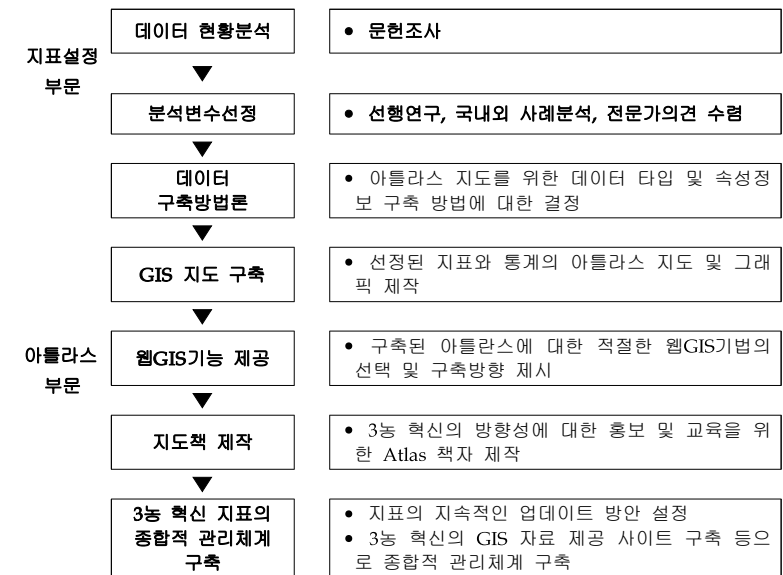 지표설정
부문
데이터 현황분석
• 문헌조사
분석변수선정
• 선행연구, 국내외 사례분석, 전문가의견 수렴
데이터
구축방법론
• 아틀라스 지도를 위한 데이터 타입 및 속성정
보 구축 방법에 대한 결정
GIS 지도 구축
• 선정된 지표와 통계의 아틀라스 지도 및 그래
픽 제작
아틀라스
부문
웹GIS기능 제공
• 구축된 아틀란스에 대한 적절한 웹GIS기법의
선택 및 구축방향 제시
지도책 제작
• 3농 혁신의 방향성에 대한 홍보 및 교육을 위
한 Atlas 책자 제작
3농 혁신 지표의
종합적 관리체계
구축
• 지표의 지속적인 업데이트 방안 설정
• 3농 혁신의 GIS 자료 제공 사이트 구축 등으
로 종합적 관리체계 구축